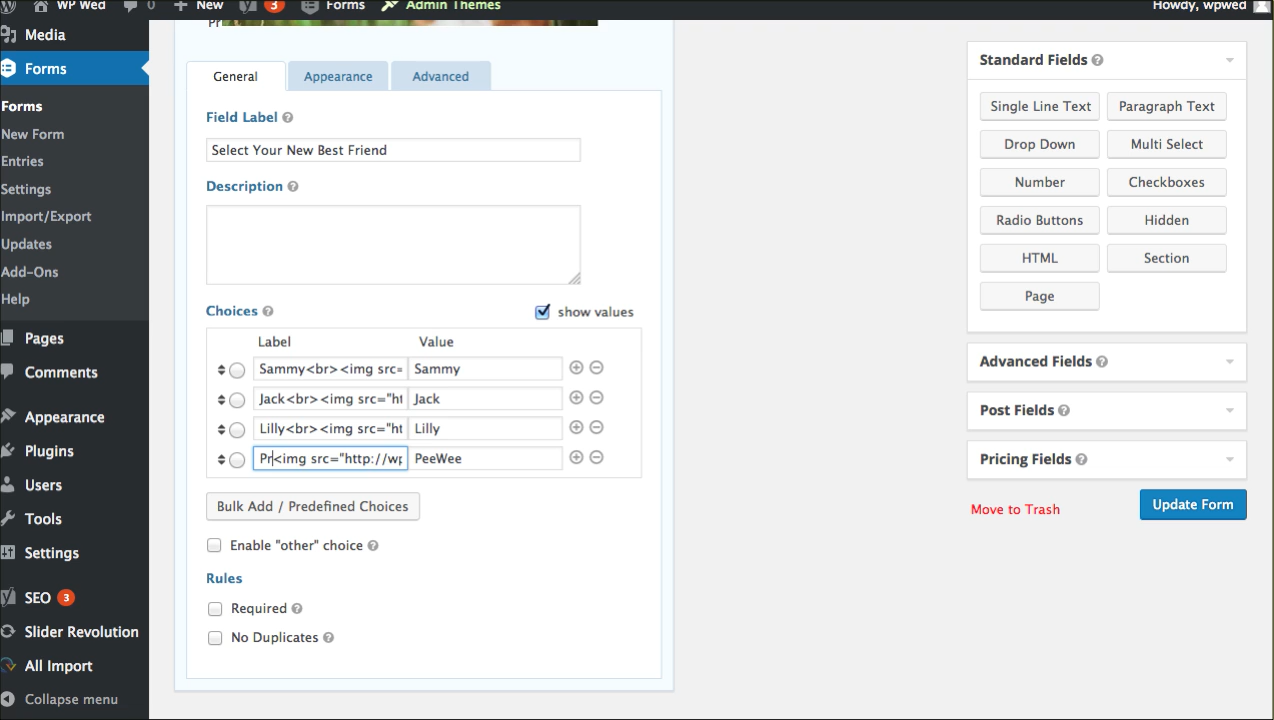 WP Wed 0 New 3 Forms Admin Themes Howdy, wpwed
Media
Forms
Forms
New Form
Entries
Settings
Import/Export
Updates
Add-Ons
Help
Pages
Comments
Appearance
Plugins
Users
Tools
Settings
SEO 3
Slider Revolution
All Import
Collapse menu
Pr
General Appearance Advanced
Field Label
Select Your New Best Friend
Description
Choices show values
Label Value
Sammy<br><img src= Sammy
Jack<br><img src="ht Jack
Lilly<br><img src="ht Lilly
Pr<img src="http://wp PeeWee
Bulk Add / Predefined Choices
Enable "other" choice
Rules
Required
No Duplicates
Standard Fields
Single Line Text Paragraph Text
Drop Down Multi Select
Number Checkboxes
Radio Buttons Hidden
HTML Section
Page
Advanced Fields
Post Fields
Pricing Fields
Move to Trash Update Form